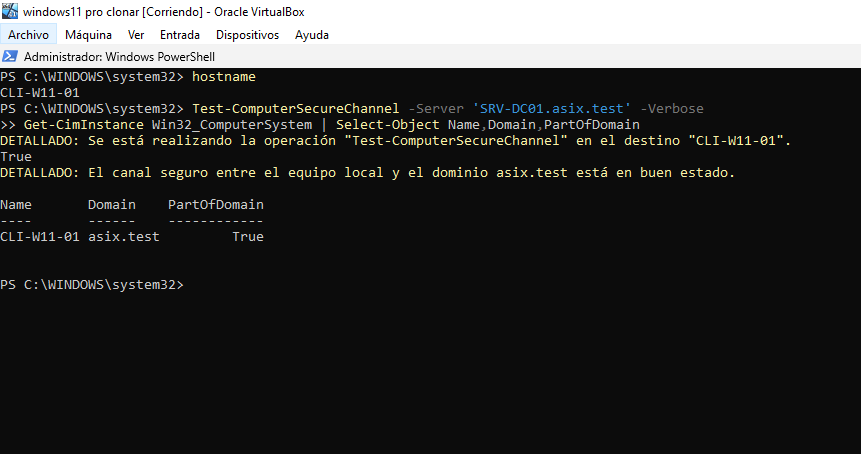 windows11 pro clonar [Corriendo] - Oracle VirtualBox
Archivo Máquina Ver Entrada Dispositivos Ayuda
Administrador: Windows PowerShell
PS C:\WINDOWS\system32> hostname
CLI-W11-01
PS C:\WINDOWS\system32> Test-ComputerSecureChannel -Server 'SRV-DC01.asix.test' -Verbose
>> Get-CimInstance Win32_ComputerSystem | Select-Object Name,Domain,PartOfDomain
DETALLADO: Se está realizando la operación "Test-ComputerSecureChannel" en el destino "CLI-W11-01".
True
DETALLADO: El canal seguro entre el equipo local y el dominio asix.test está en buen estado.
Name       Domain    PartOfDomain
----       ------    ------------
CLI-W11-01 asix.test         True
PS C:\WINDOWS\system32>